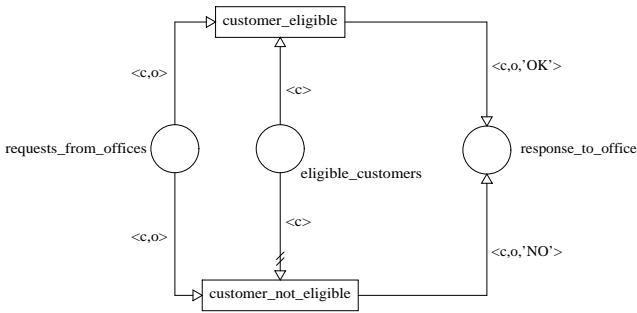 customer_eligible
<c,o>
<c>
<c,o,'OK'>
requests_from_offices
eligible_customers
response_to_office
<c,o>
<c>
<c,o,'NO'>
customer_not_eligible